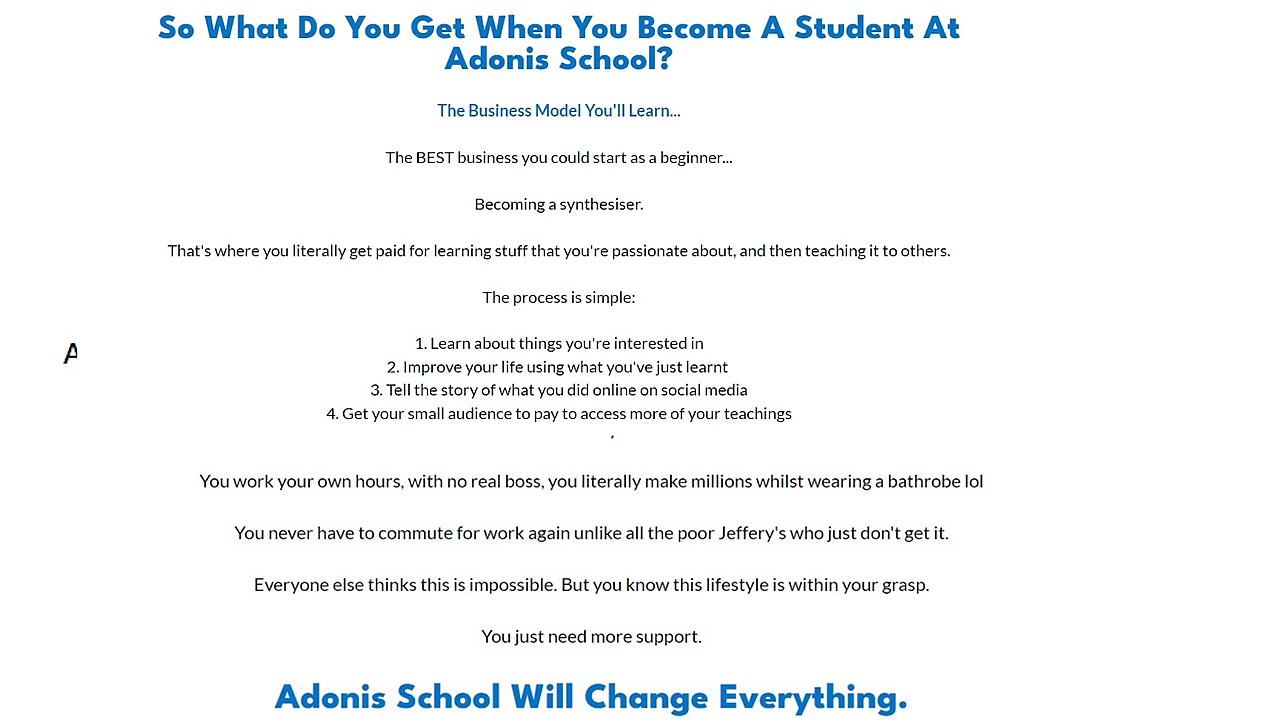 So What Do You Get When You Become A Student At
Adonis School?
The Business Model You'll Learn...
The BEST business you could start as a beginner...
Becoming a synthesiser.
That's where you literally get paid for learning stuff that you're passionate about, and then teaching it to others.
The process is simple:
1. Learn about things you're interested in
2. Improve your life using what you've just learnt
A
3. Tell the story of what you did online on social media
4. Get your small audience to pay to access more of your teachings
You work your own hours, with no real boss, you literally make millions whilst wearing a bathrobe lol
You never have to commute for work again unlike all the poor Jeffery's who just don't get it.
Everyone else thinks this is impossible. But you know this lifestyle is within your grasp.
You just need more support.
Adonis School Will Change Everything.